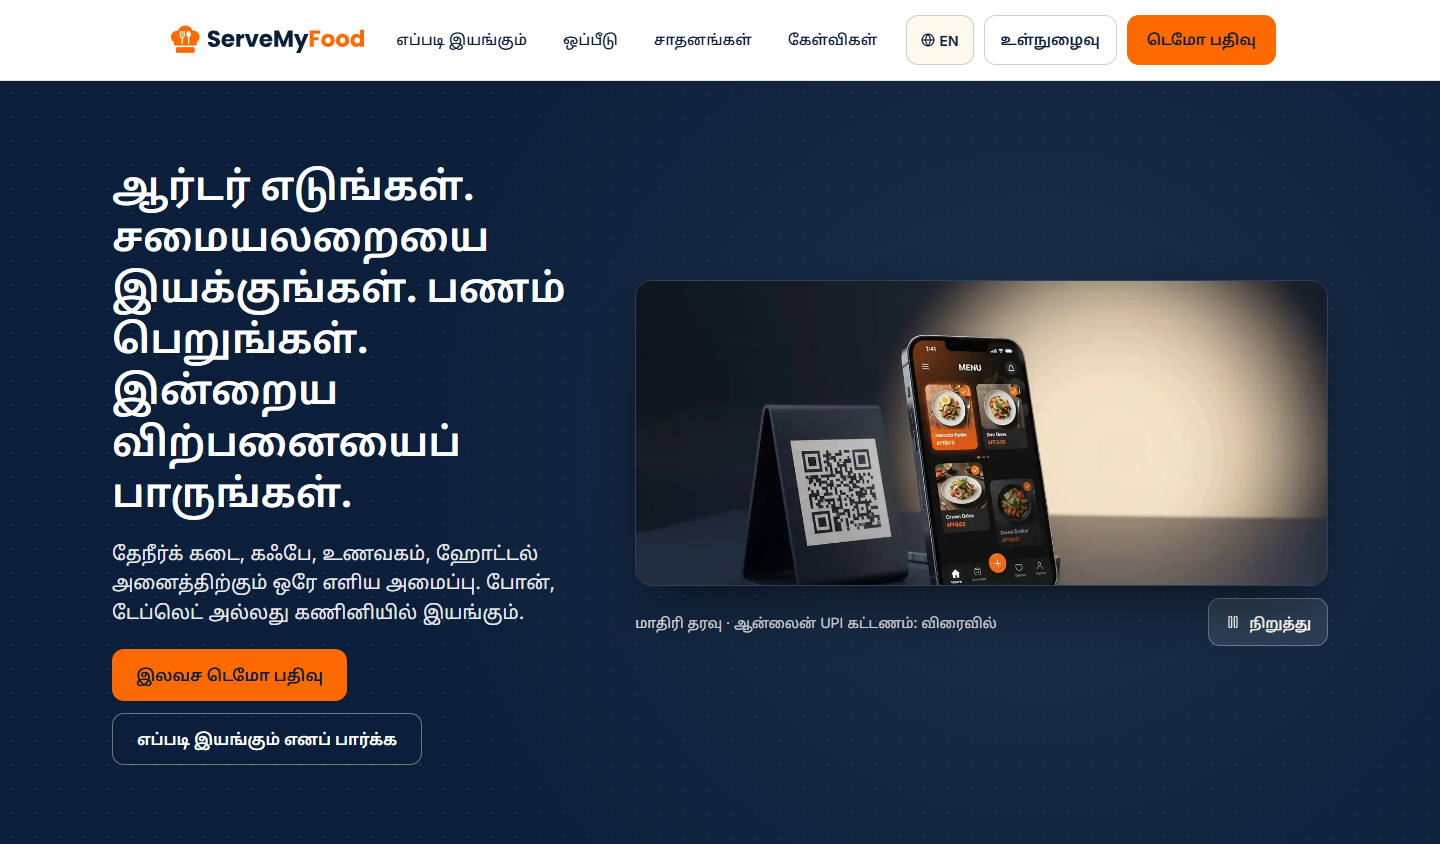 ServeMyFood
எப்படி இயங்கும்
ஒப்பீடு
சாதனங்கள்
கேள்விகள்
EN
உள்நுழைவு
டெமோ பதிவு
ஆர்டர் எடுங்கள்.
சமையலறையை
இயக்குங்கள். பணம்
பெறுங்கள்.
இன்றைய
விற்பனையைப்
பாருங்கள்.
தேநீர்க் கடை, கஃபே, உணவகம், ஹோட்டல்
அனைத்திற்கும் ஒரே எளிய அமைப்பு. போன்,
டேப்லெட் அல்லது கணினியில் இயங்கும்.
இலவச டெமோ பதிவு
எப்படி இயங்கும் எனப் பார்க்க
MENU
மாதிரி தரவு · ஆன்லைன் UPI கட்டணம்: விரைவில்
நிறுத்து